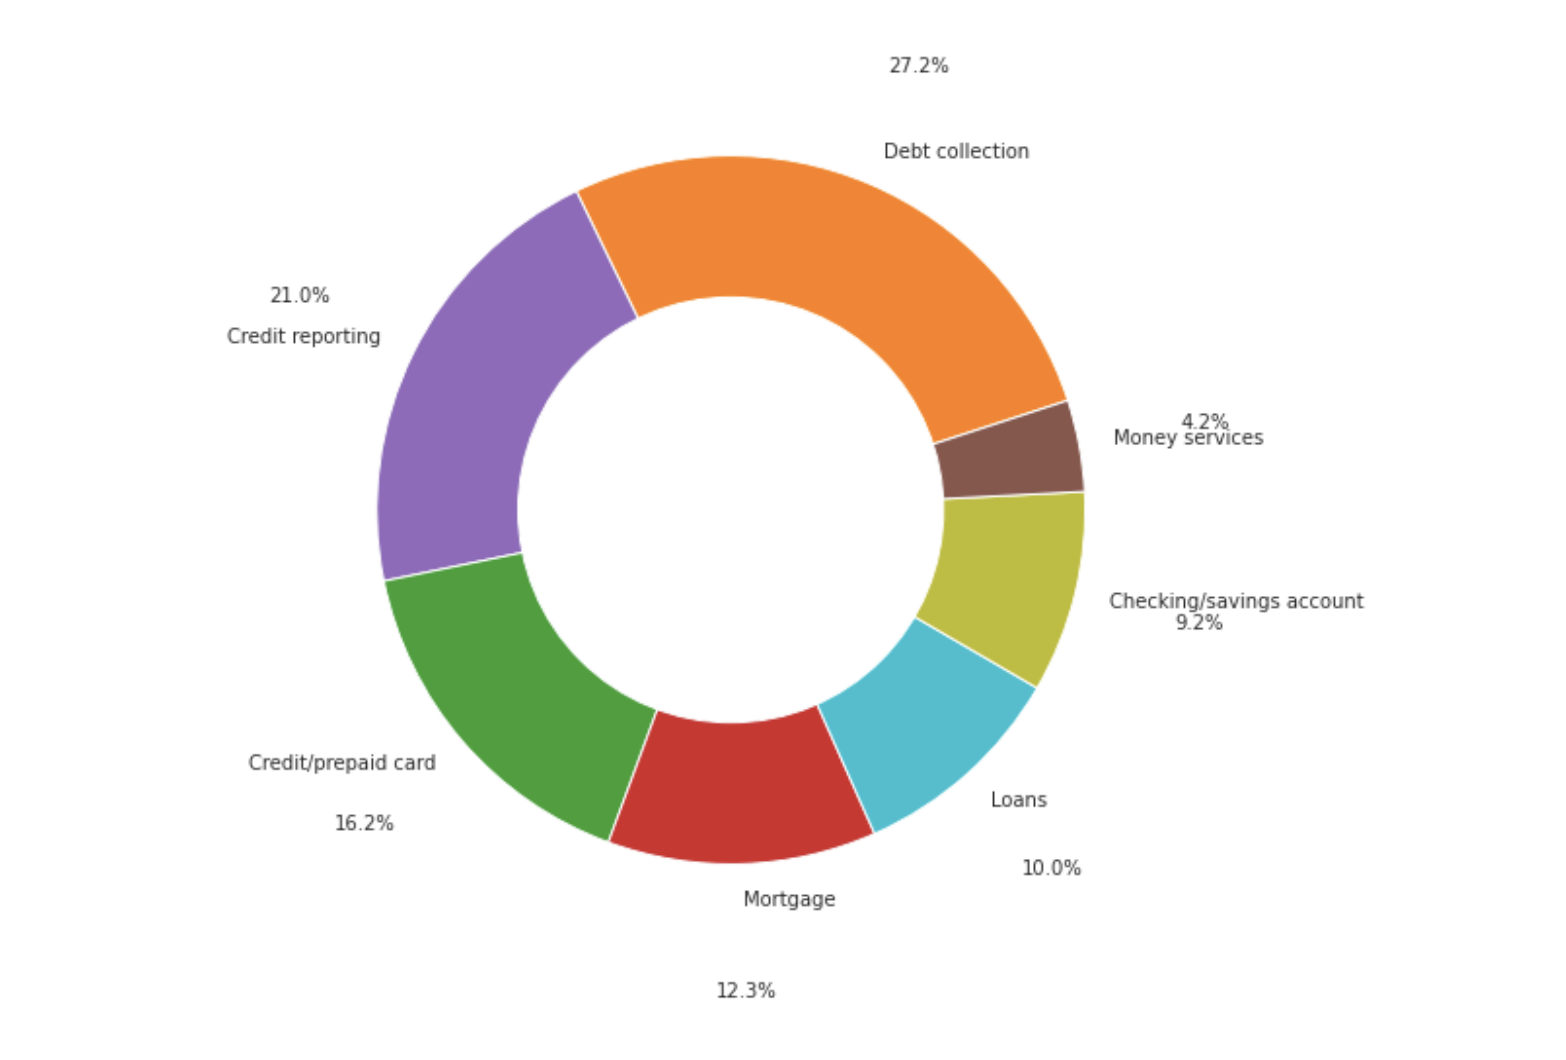 27.2%
Debt collection
21.0%
Credit reporting
4.2%
Money services
Checking/savings account
9.2%
Credit/prepaid card
16.2%
Loans
10.0%
Mortgage
12.3%